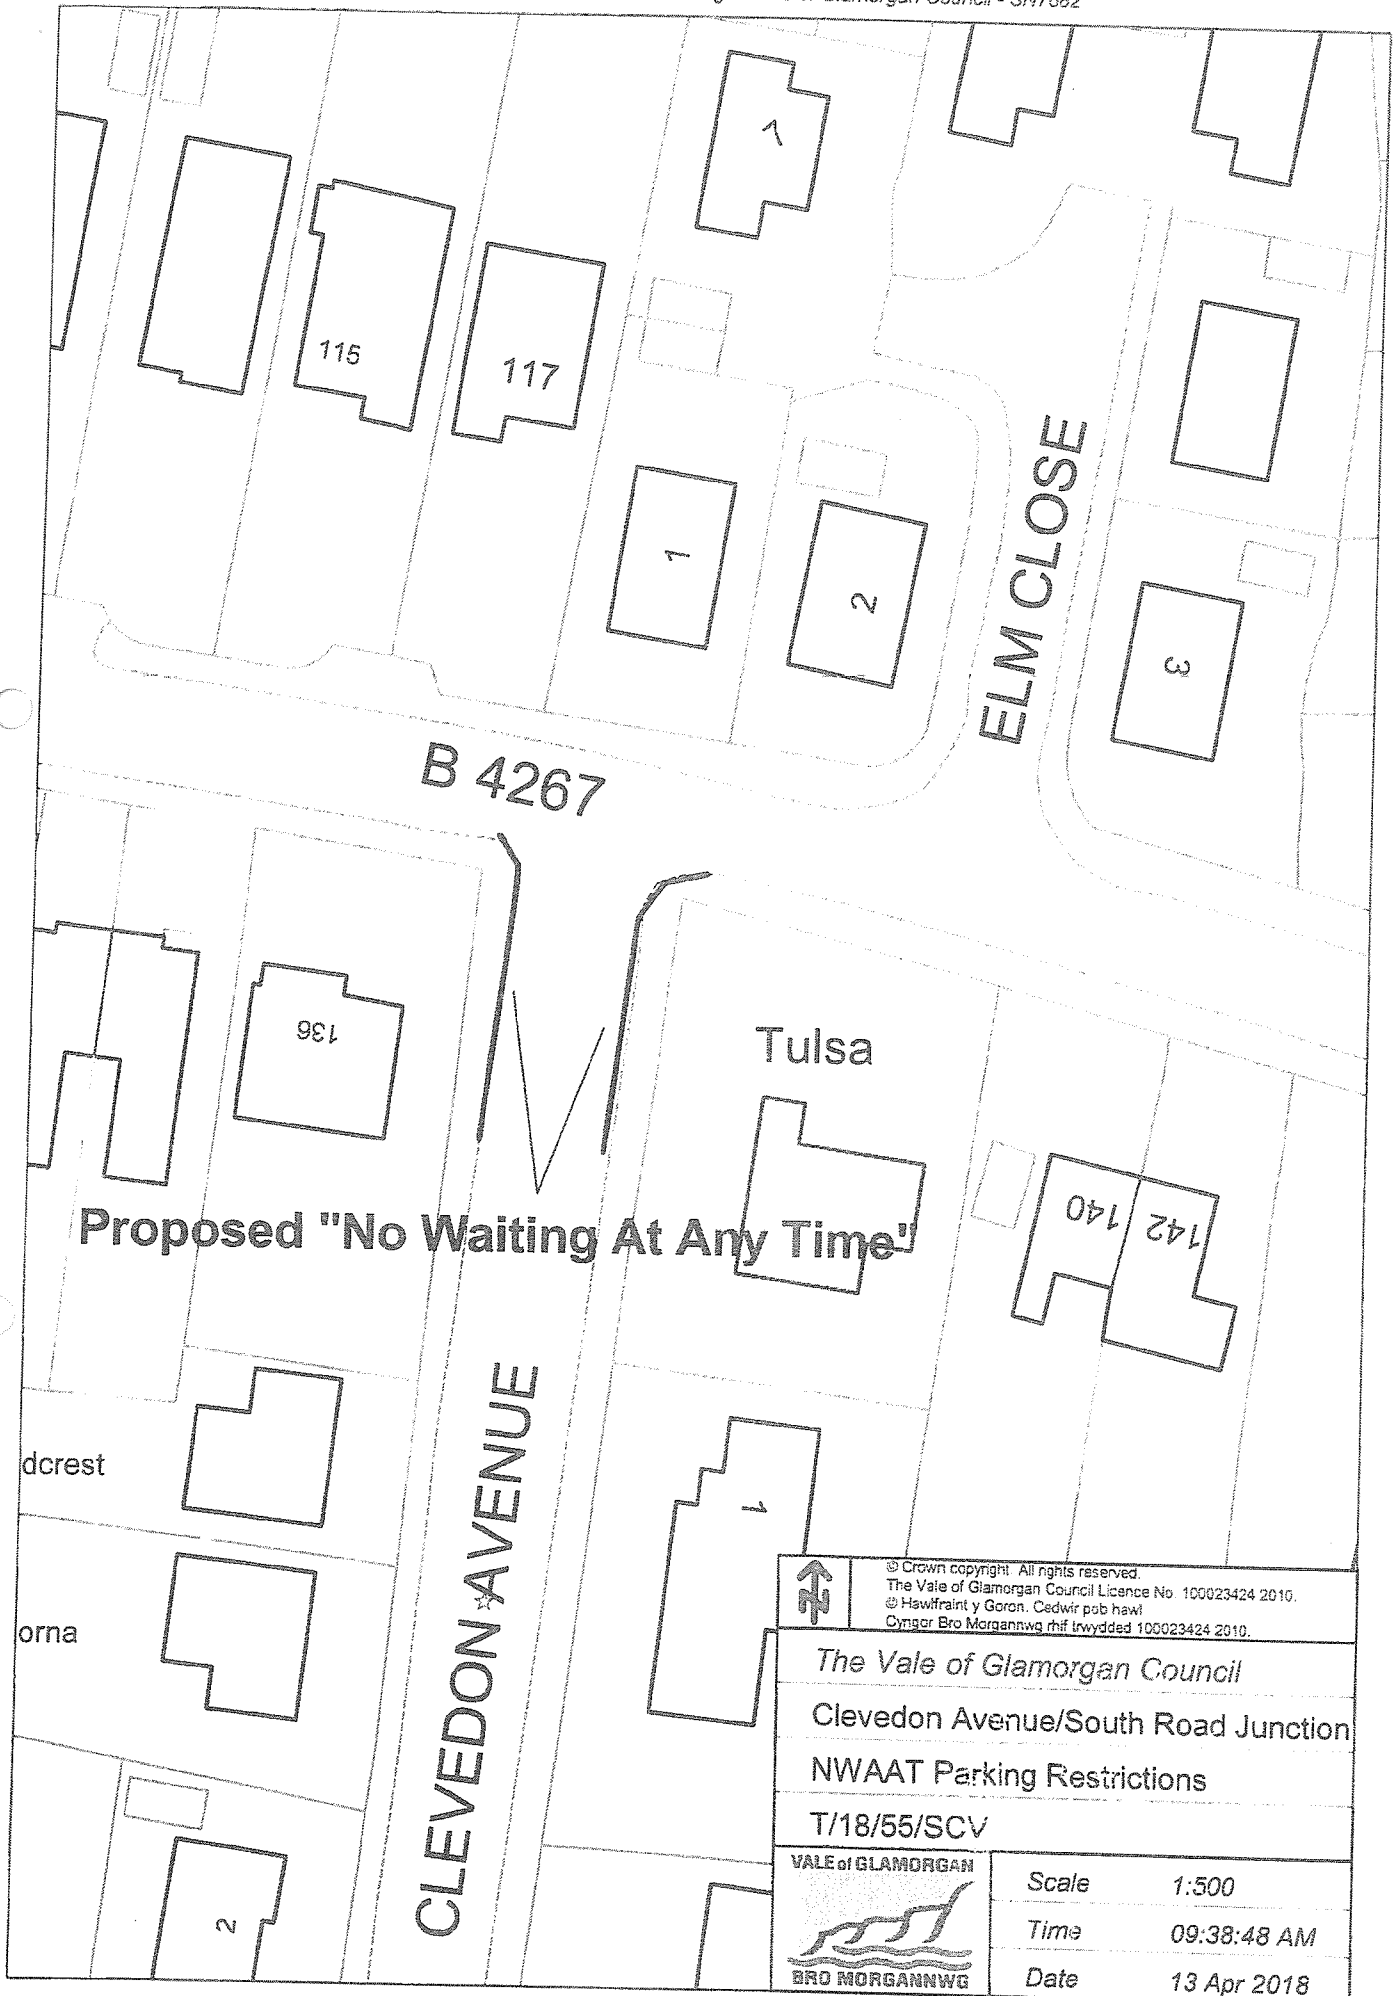 7
115
117
1
2
ELM CLOSE
3
B 4267
136
Tulsa
140
142
Proposed "No Waiting At Any Time"
dcrest
1
orna
CLEVEDON AVENUE
2
N
© Crown copyright. All rights reserved.
The Vale of Glamorgan Council Licence No. 100023424 2010.
© Hawlfraint y Goron. Cedwir pob hawl
Cyngor Bro Morgannwg rhif trwydded 100023424 2010.
The Vale of Glamorgan Council
Clevedon Avenue/South Road Junction
NWAAT Parking Restrictions
T/18/55/SCV
VALE of GLAMORGAN
BRO MORGANNWG
Scale 1:500
Time 09:38:48 AM
Date 13 Apr 2018